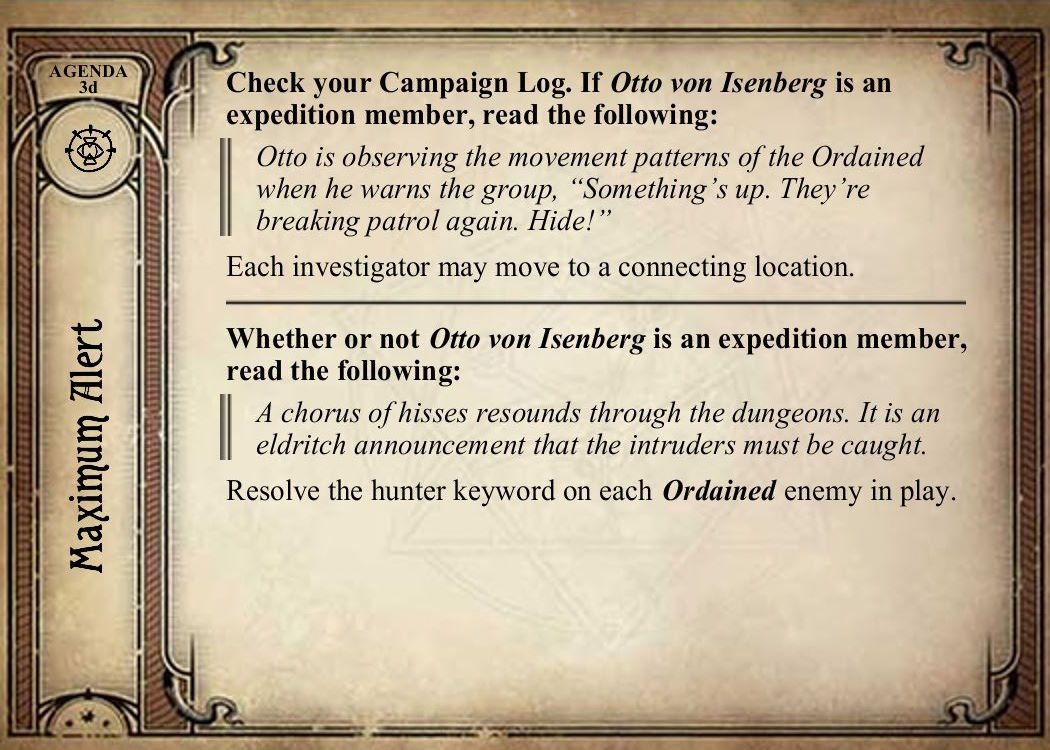 AGENDA
3d
Maximum Alert
Check your Campaign Log. If Otto von Isenberg is an
expedition member, read the following:
Otto is observing the movement patterns of the Ordained
when he warns the group, “Something’s up. They’re
breaking patrol again. Hide!”
Each investigator may move to a connecting location.
Whether or not Otto von Isenberg is an expedition member,
read the following:
A chorus of hisses resounds through the dungeons. It is an
eldritch announcement that the intruders must be caught.
Resolve the hunter keyword on each Ordained enemy in play.